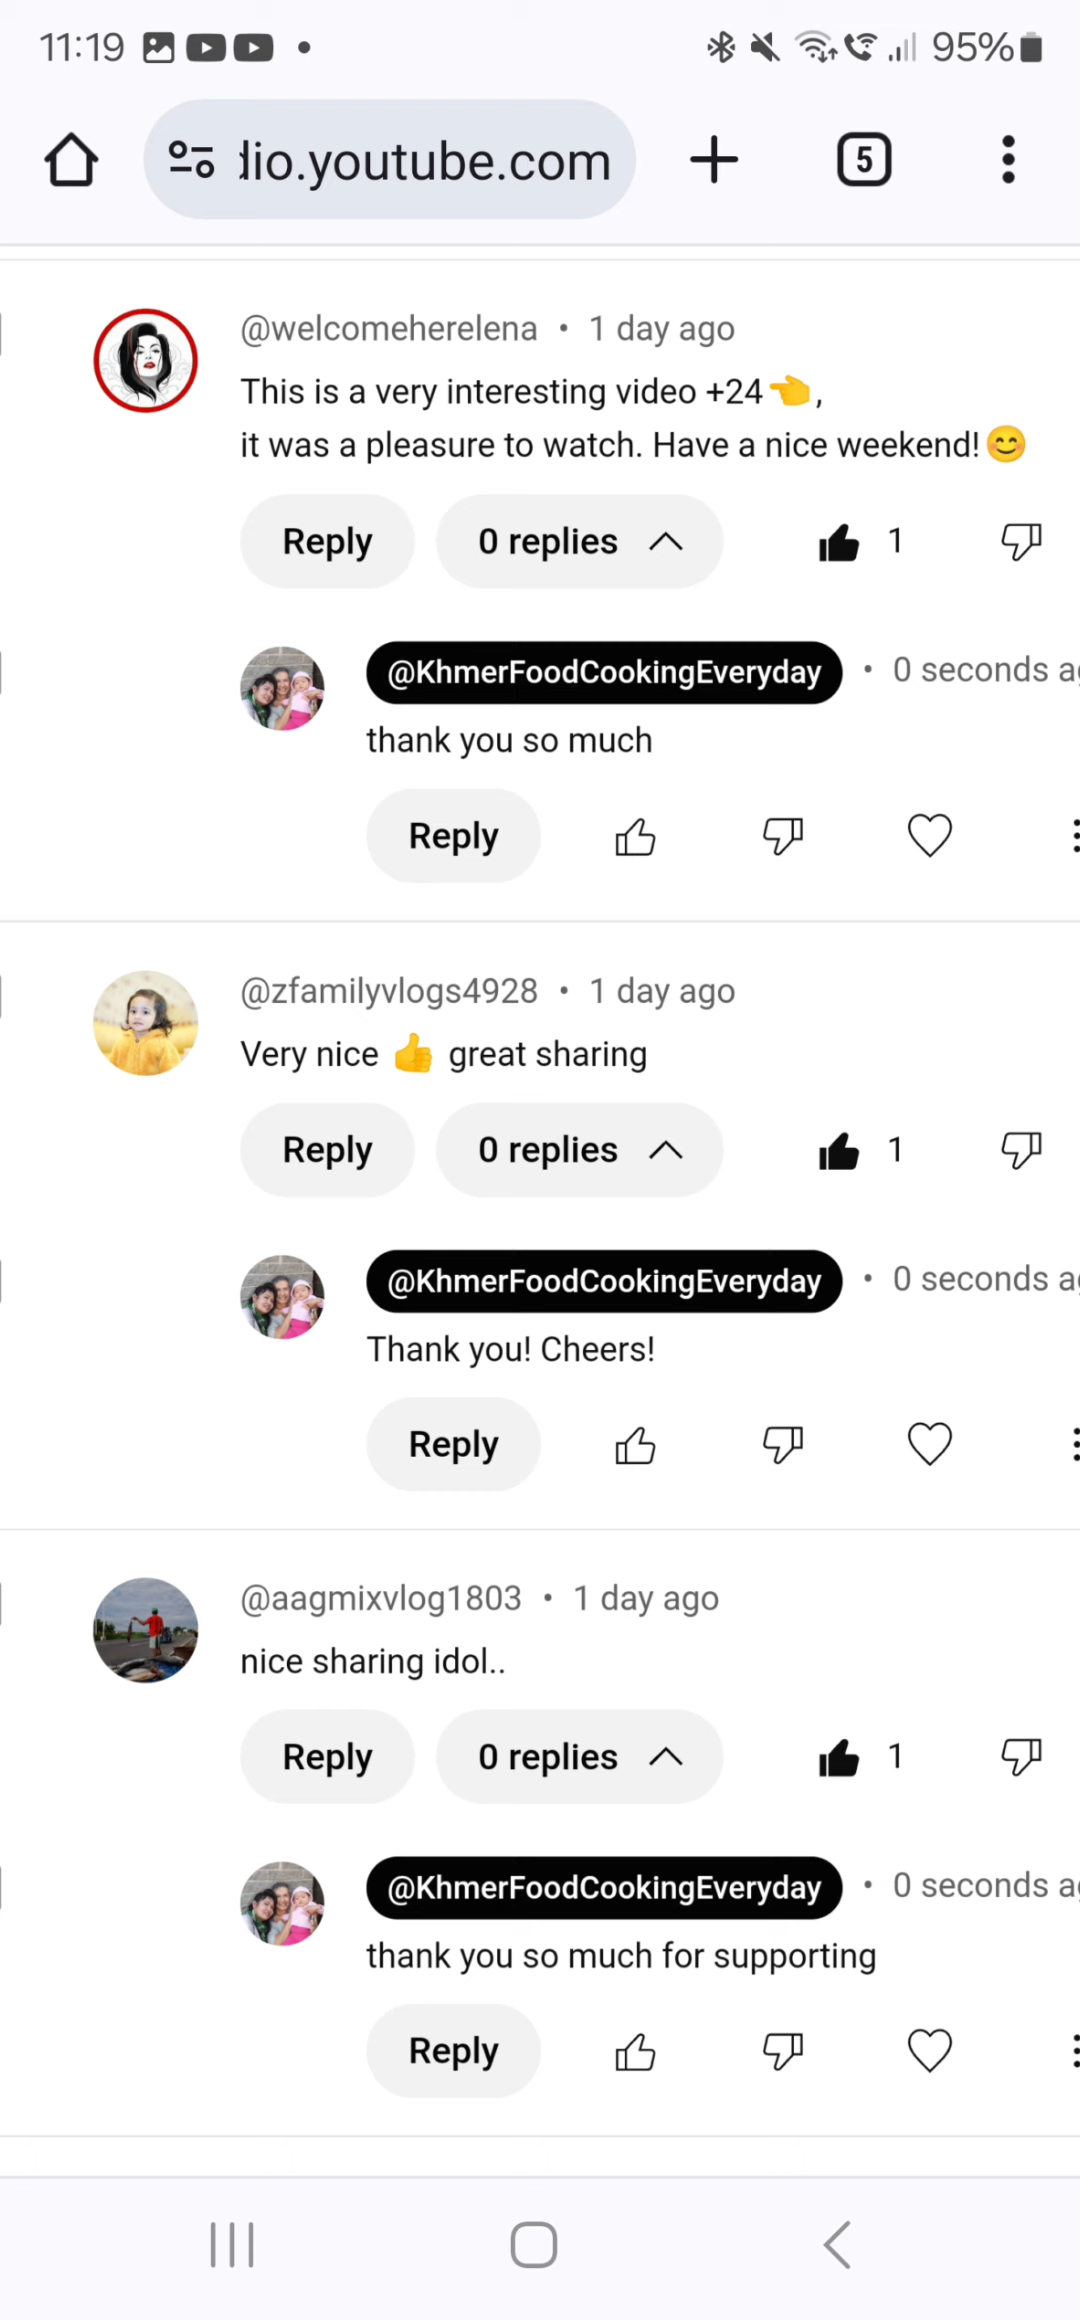 11:19
95%
dio.youtube.com
5
@welcomeherelena • 1 day ago
This is a very interesting video +24👈,
it was a pleasure to watch. Have a nice weekend!😊
Reply
0 replies
1
@KhmerFoodCookingEveryday • 0 seconds ag
thank you so much
Reply
@zfamilyvlogs4928 • 1 day ago
Very nice 👍 great sharing
Reply
0 replies
1
@KhmerFoodCookingEveryday • 0 seconds ag
Thank you! Cheers!
Reply
@aagmixvlog1803 • 1 day ago
nice sharing idol..
Reply
0 replies
1
@KhmerFoodCookingEveryday • 0 seconds ag
thank you so much for supporting
Reply